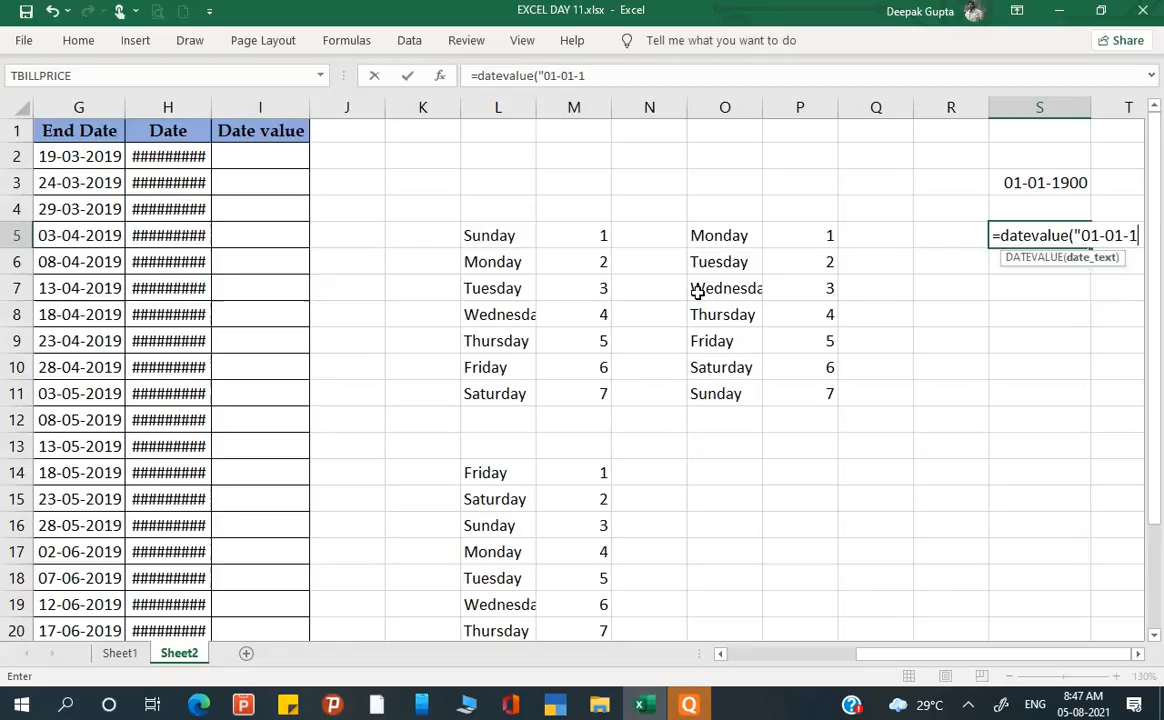 EXCEL DAY 11.xlsx - Excel
Deepak Gupta
File Home Insert Draw Page Layout Formulas Data Review View Help Tell me what you want to do Share
TBILLPRICE =datevalue("01-01-1
G H I J K L M N O P Q R S T
1 End Date Date Date value
2 19-03-2019 #########
3 24-03-2019 ######### 01-01-1900
4 29-03-2019 #########
5 03-04-2019 ######### Sunday 1 Monday 1 =datevalue("01-01-1
DATEVALUE(date_text)
6 08-04-2019 ######### Monday 2 Tuesday 2
7 13-04-2019 ######### Tuesday 3 Wednesda 3
8 18-04-2019 ######### Wednesda 4 Thursday 4
9 23-04-2019 ######### Thursday 5 Friday 5
10 28-04-2019 ######### Friday 6 Saturday 6
11 03-05-2019 ######### Saturday 7 Sunday 7
12 08-05-2019 #########
13 13-05-2019 #########
14 18-05-2019 ######### Friday 1
15 23-05-2019 ######### Saturday 2
16 28-05-2019 ######### Sunday 3
17 02-06-2019 ######### Monday 4
18 07-06-2019 ######### Tuesday 5
19 12-06-2019 ######### Wednesda 6
20 17-06-2019 ######### Thursday 7
Sheet1 Sheet2
Enter 130%
29°C ENG 8:47 AM
05-08-2021